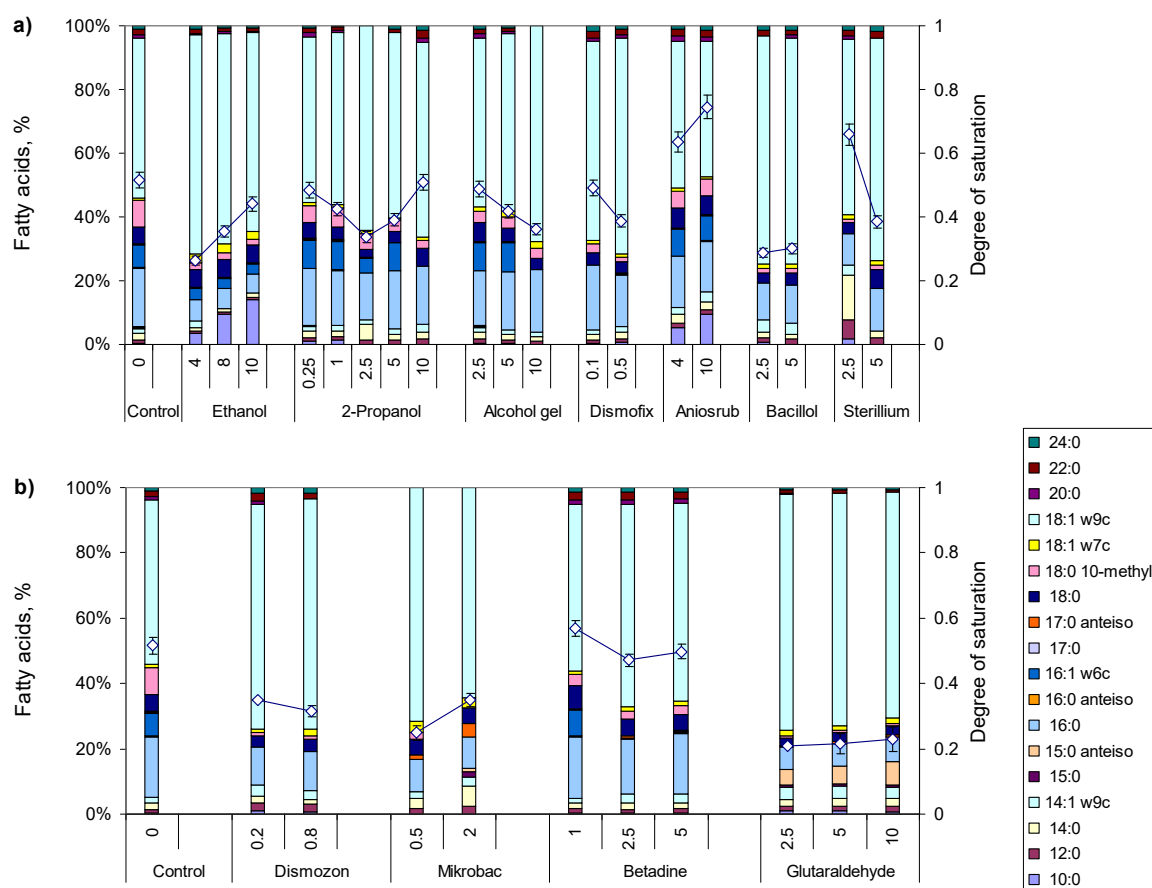 a)
100%
80%
60%
40%
20%
0%
Fatty acids, %
1
0.8
0.6
0.4
0.2
0
Degree of saturation
0 4 8 10 0.25 1 2.5 5 10 2.5 5 10 0.1 0.5 4 10 2.5 5 2.5 5
Control Ethanol 2-Propanol Alcohol gel Dismofix Aniosrub Bacillol Sterillium
b)
100%
80%
60%
40%
20%
0%
Fatty acids, %
1
0.8
0.6
0.4
0.2
0
Degree of saturation
0 0.2 0.8 0.5 2 1 2.5 5 2.5 5 10
Control Dismozon Mikrobac Betadine Glutaraldehyde
24:0
22:0
20:0
18:1 w9c
18:1 w7c
18:0 10-methyl
18:0
17:0 anteiso
17:0
16:1 w6c
16:0 anteiso
16:0
15:0 anteiso
15:0
14:1 w9c
14:0
12:0
10:0